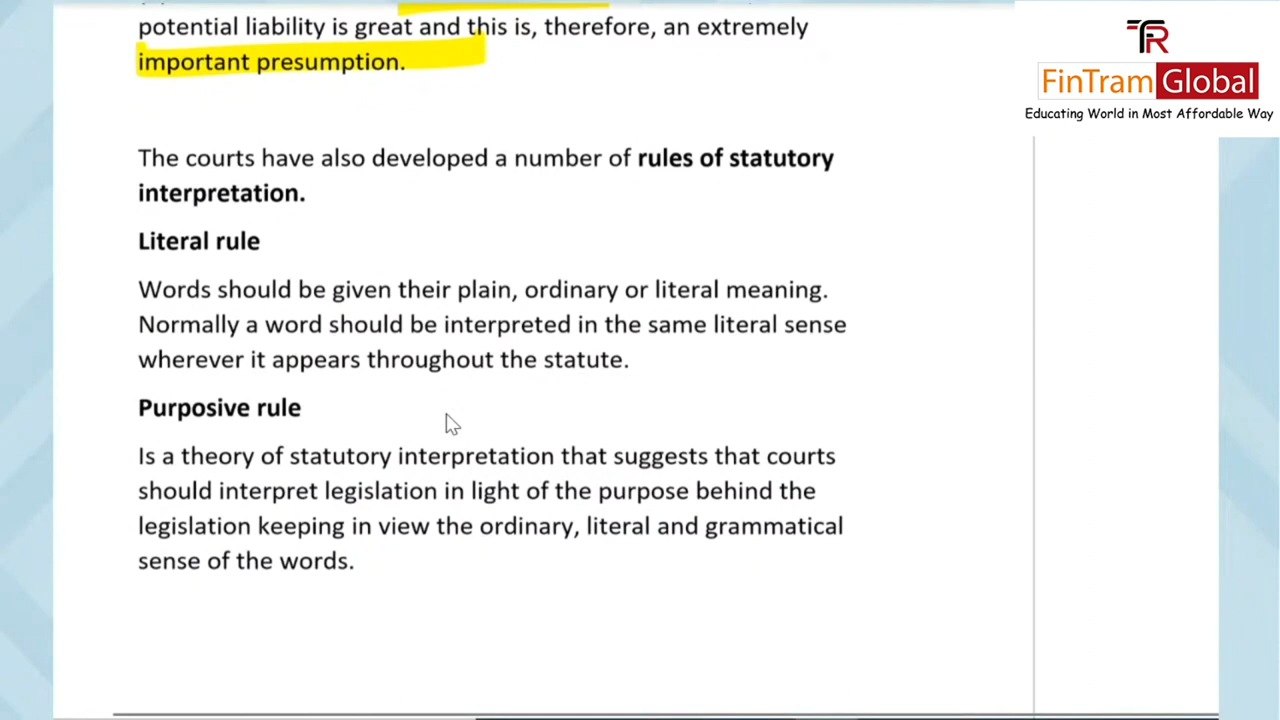 potential liability is great and this is, therefore, an extremely
important presumption.
The courts have also developed a number of rules of statutory
interpretation.
Literal rule
Words should be given their plain, ordinary or literal meaning.
Normally a word should be interpreted in the same literal sense
wherever it appears throughout the statute.
Purposive rule
Is a theory of statutory interpretation that suggests that courts
should interpret legislation in light of the purpose behind the
legislation keeping in view the ordinary, literal and grammatical
sense of the words.
FinTram Global
Educating World in Most Affordable Way